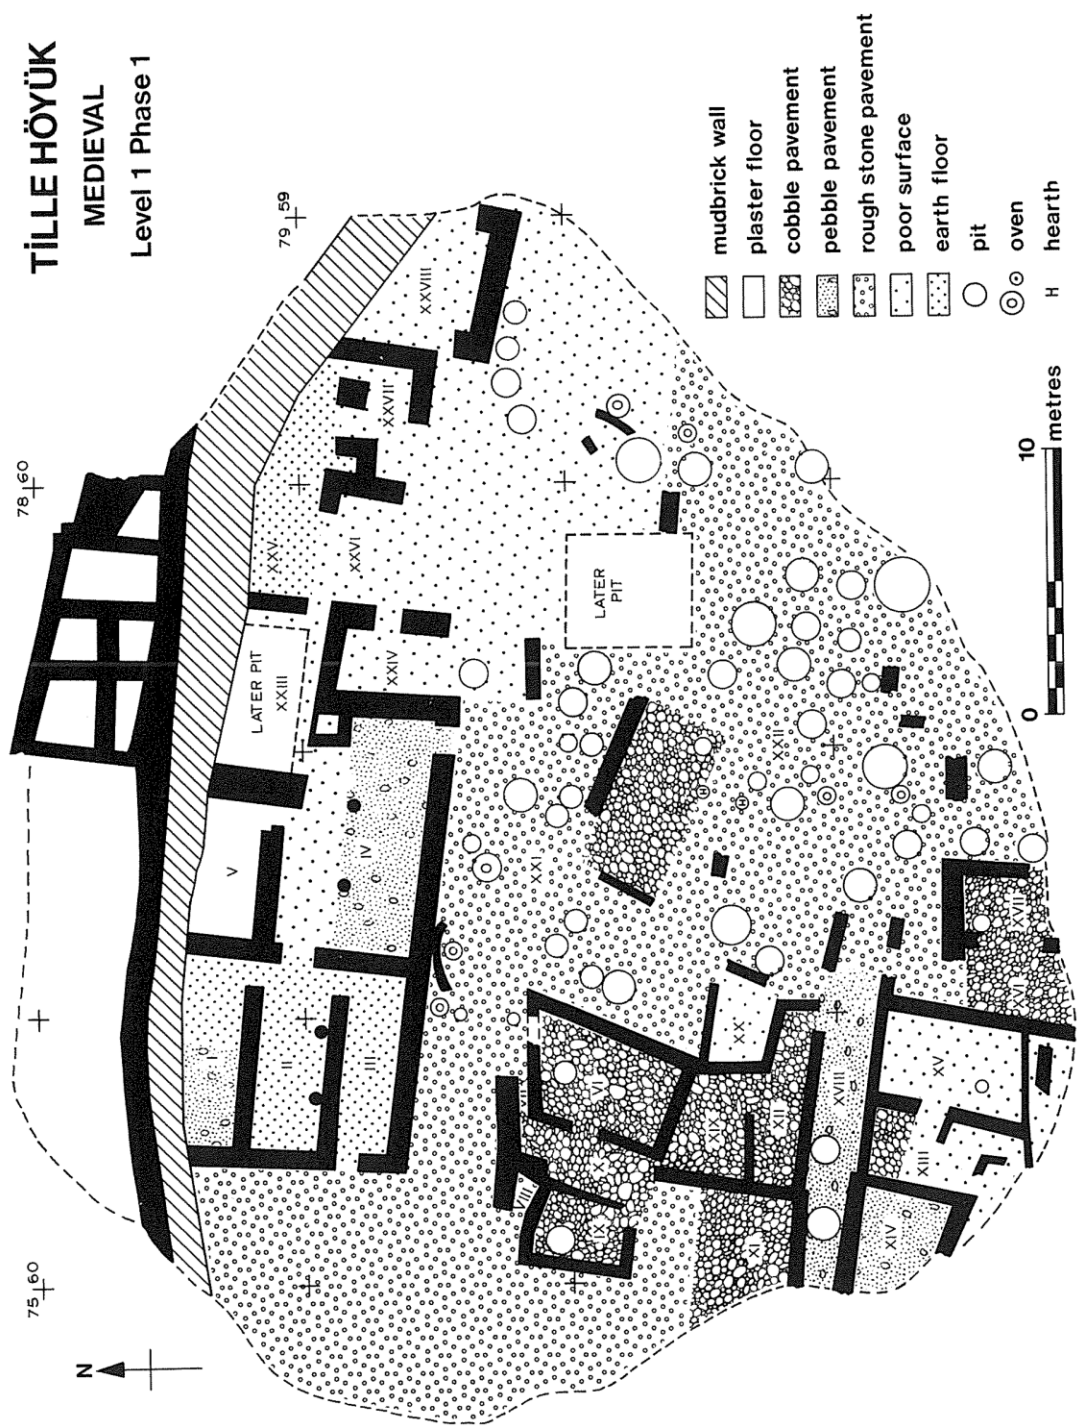 TİLLE HÖYÜK
MEDIEVAL
Level 1 Phase 1
N
75 60
78 60
79 59
I
II
III
IV
V
LATER PIT
XXIII
XXIV
XXV
XXVI
XXVII
XXVIII
LATER
PIT
XXI
XXII
VI
VII
VIII
IX
X
XI
XII
XIX
XX
XVIII
XIII
XIV
XV
XVI
XVII
H
H
mudbrick wall
plaster floor
cobble pavement
pebble pavement
rough stone pavement
poor surface
earth floor
pit
oven
H hearth
0
10
metres